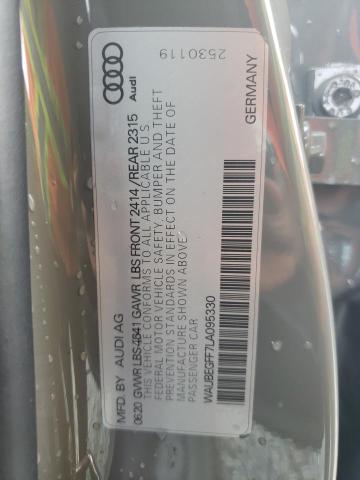 2530119
Audi
GERMANY
MFD. BY AUDI AG
06.20 GVWR LBS 4641 GAWR LBS FRONT 2414 / REAR 2315
THIS VEHICLE CONFORMS TO ALL APPLICABLE U S
FEDERAL MOTOR VEHICLE SAFETY, BUMPER AND THEFT
PREVENTION STANDARDS IN EFFECT ON THE DATE OF
MANUFACTURE SHOWN ABOVE
PASSENGER CAR
WAUBEGFF7LA095330